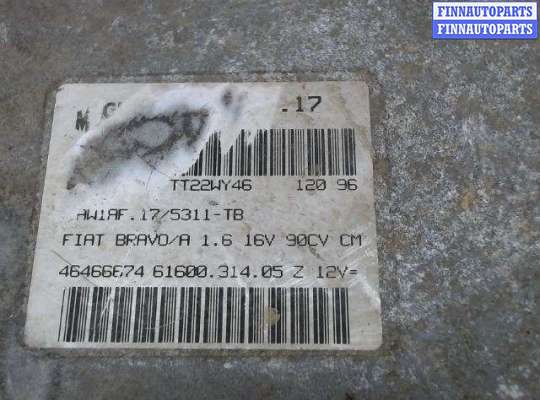 FINNAUTOPARTS
FINNAUTOPARTS
M .17
TT22WY46 120 96
AW1AF.17/5311-TB
FIAT BRAVO/A 1.6 16V 90CV CM
46466674 61600.314.05 Z 12V=